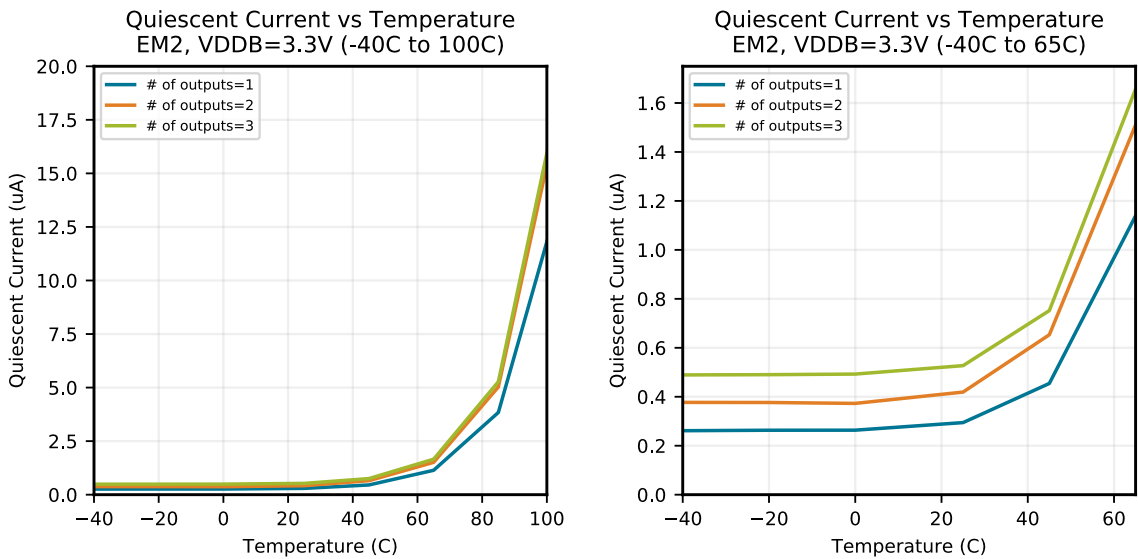 Quiescent Current vs Temperature
EM2, VDDB=3.3V (-40C to 100C)
20.0
17.5
15.0
12.5
10.0
7.5
5.0
2.5
0.0
Quiescent Current (uA)
# of outputs=1
# of outputs=2
# of outputs=3
−40
−20
0
20
40
60
80
100
Temperature (C)
Quiescent Current vs Temperature
EM2, VDDB=3.3V (-40C to 65C)
1.6
1.4
1.2
1.0
0.8
0.6
0.4
0.2
0.0
Quiescent Current (uA)
# of outputs=1
# of outputs=2
# of outputs=3
−40
−20
0
20
40
60
Temperature (C)